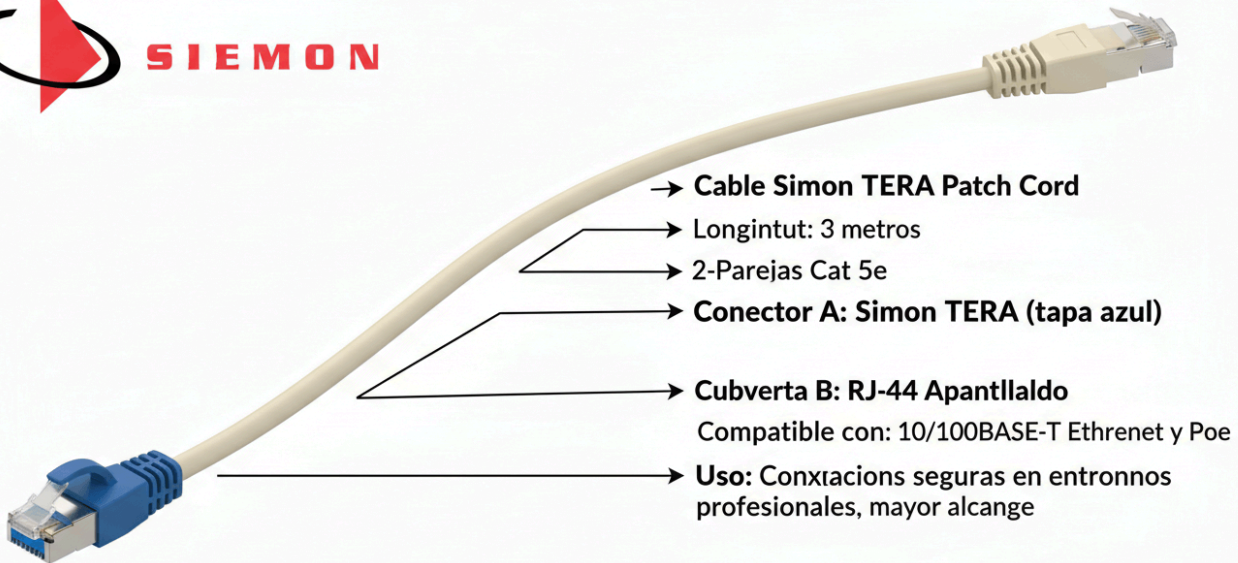 SIEMON
Cable Simon TERA Patch Cord
Longintut: 3 metros
2-Parejas Cat 5e
Conector A: Simon TERA (tapa azul)
Cubverta B: RJ-44 Apantllaldo
Compatible con: 10/100BASE-T Ethrenet y Poe
Uso: Conxtacions seguras en entronnos
profesionales, mayor alcange